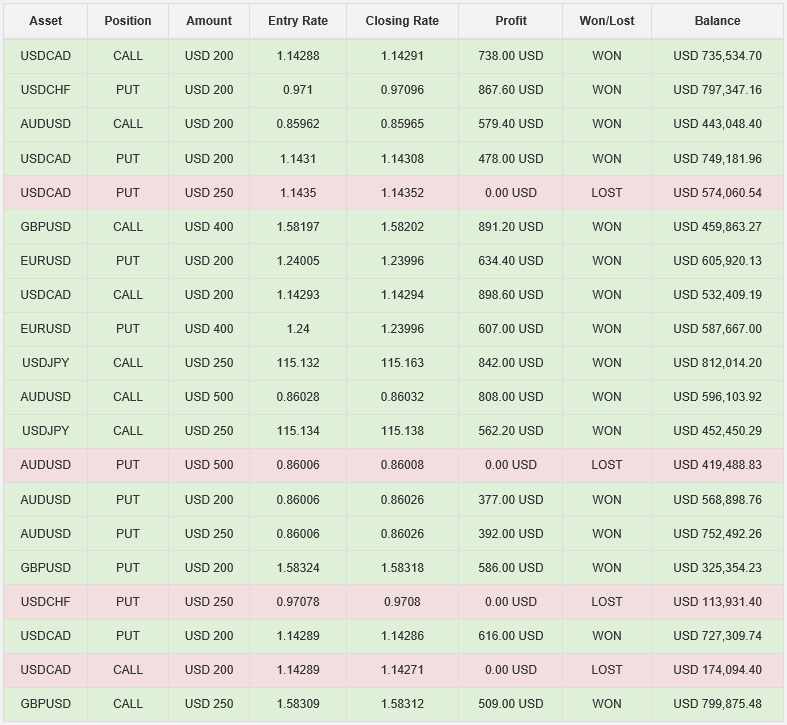 Asset Position Amount Entry Rate Closing Rate Profit Won/Lost Balance
USDCAD CALL USD 200 1.14288 1.14291 738.00 USD WON USD 735,534.70
USDCHF PUT USD 200 0.971 0.97096 867.60 USD WON USD 797,347.16
AUDUSD CALL USD 200 0.85962 0.85965 579.40 USD WON USD 443,048.40
USDCAD PUT USD 200 1.1431 1.14308 478.00 USD WON USD 749,181.96
USDCAD PUT USD 250 1.1435 1.14352 0.00 USD LOST USD 574,060.54
GBPUSD CALL USD 400 1.58197 1.58202 891.20 USD WON USD 459,863.27
EURUSD PUT USD 200 1.24005 1.23996 634.40 USD WON USD 605,920.13
USDCAD CALL USD 200 1.14293 1.14294 898.60 USD WON USD 532,409.19
EURUSD PUT USD 400 1.24 1.23996 607.00 USD WON USD 587,667.00
USDJPY CALL USD 250 115.132 115.163 842.00 USD WON USD 812,014.20
AUDUSD CALL USD 500 0.86028 0.86032 808.00 USD WON USD 596,103.92
USDJPY CALL USD 250 115.134 115.138 562.20 USD WON USD 452,450.29
AUDUSD PUT USD 500 0.86006 0.86008 0.00 USD LOST USD 419,488.83
AUDUSD PUT USD 200 0.86006 0.86026 377.00 USD WON USD 568,898.76
AUDUSD PUT USD 250 0.86006 0.86026 392.00 USD WON USD 752,492.26
GBPUSD PUT USD 200 1.58324 1.58318 586.00 USD WON USD 325,354.23
USDCHF PUT USD 250 0.97078 0.9708 0.00 USD LOST USD 113,931.40
USDCAD PUT USD 200 1.14289 1.14286 616.00 USD WON USD 727,309.74
USDCAD CALL USD 200 1.14289 1.14271 0.00 USD LOST USD 174,094.40
GBPUSD CALL USD 250 1.58309 1.58312 509.00 USD WON USD 799,875.48